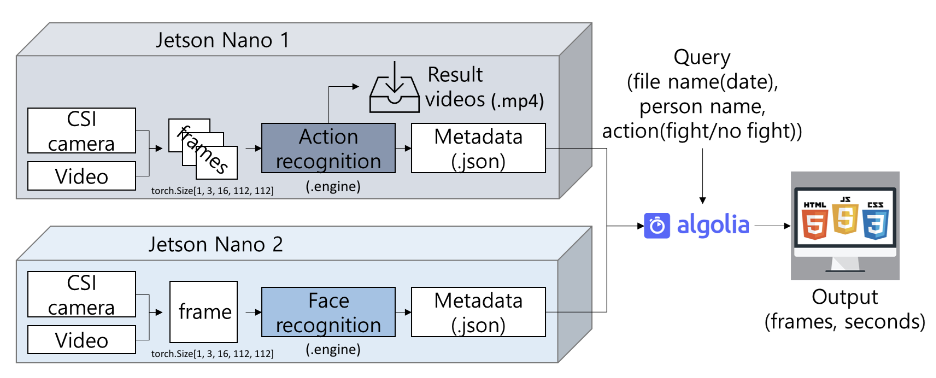 Jetson Nano 1
CSI
camera
Video
frames
torch.Size[1, 3, 16, 112, 112]
Action
recognition
(.engine)
Result
videos (.mp4)
Metadata
(.json)
Jetson Nano 2
CSI
camera
Video
frame
torch.Size[1, 3, 16, 112, 112]
Face
recognition
(.engine)
Metadata
(.json)
Query
(file name(date),
person name,
action(fight/no fight))
algolia
HTML
5
JS
5
CSS
3
Output
(frames, seconds)